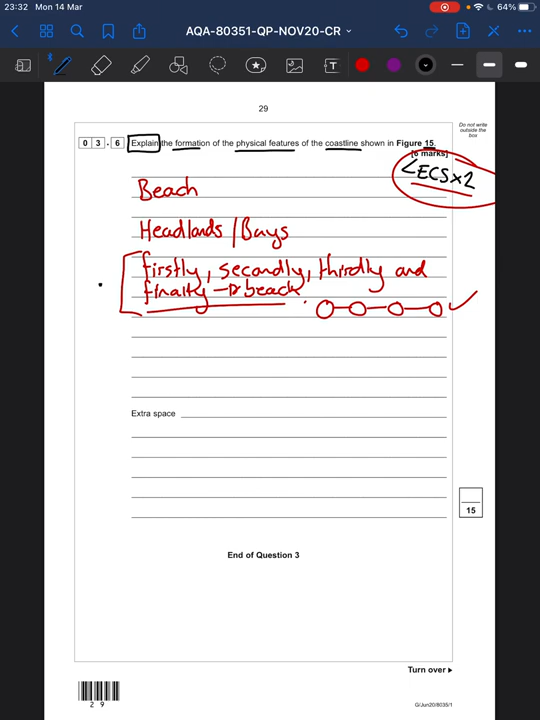 23:32 Mon 14 Mar
64%
AQA-80351-QP-NOV20-CR
29
Do not write
outside the
box
0 3 . 6 Explain the formation of the physical features of the coastline shown in Figure 15.
[6 marks]
LECS×2
Beach
Headlands / Bays
firstly, secondly, thirdly and
finally → beach
Extra space
15
End of Question 3
Turn over
2 9
G/Jun20/8035/1